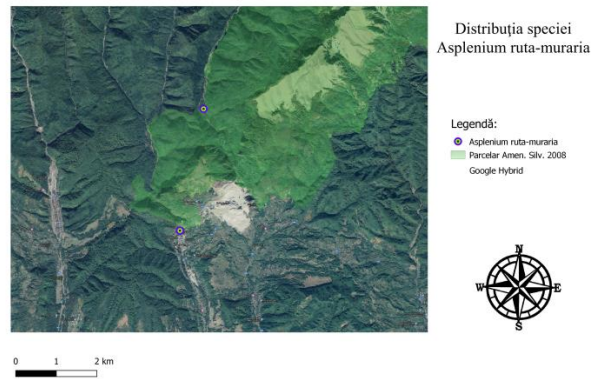 Distribuția speciei
Asplenium ruta-muraria
Legendă:
Asplenium ruta-muraria
Parcelar Amen. Silv. 2008
Google Hybrid
N
W E
S
0 1 2 km